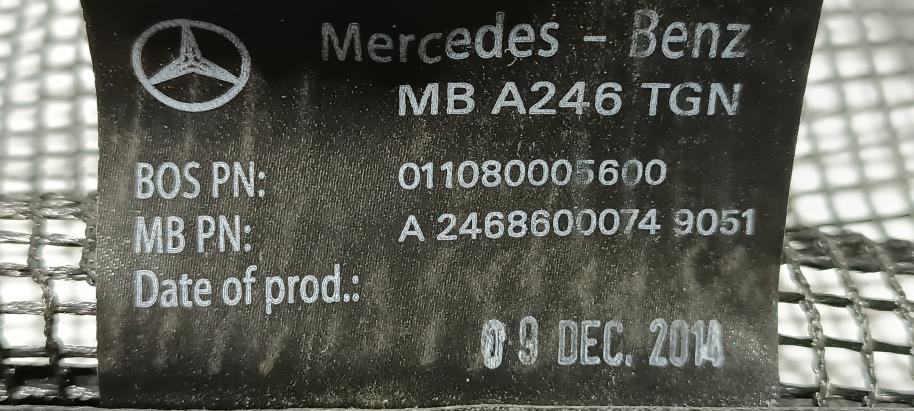 Mercedes - Benz
MB A246 TGN
BOS PN: 011080005600
MB PN: A 2468600074 9051
Date of prod.:
09 DEC. 2014